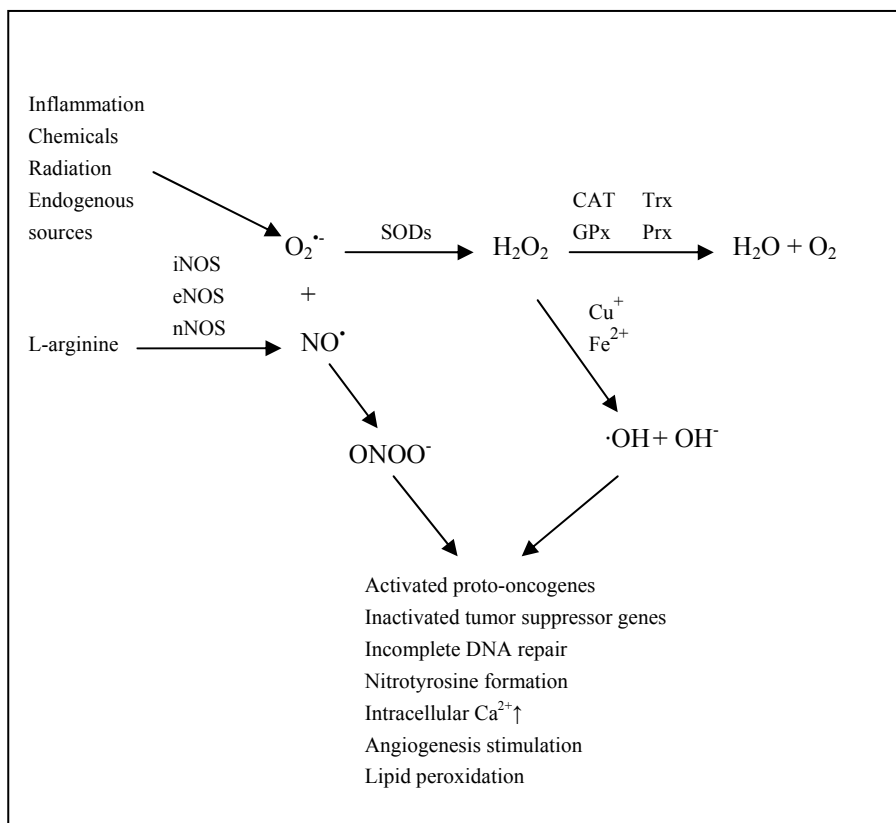 Inflammation
Chemicals
Radiation
Endogenous
sources
O₂•- SODs H₂O₂ CAT Trx
GPx Prx H₂O + O₂
iNOS
eNOS
nNOS
+
L-arginine NO•
Cu⁺
Fe²⁺
ONOO⁻
·OH + OH⁻
Activated proto-oncogenes
Inactivated tumor suppressor genes
Incomplete DNA repair
Nitrotyrosine formation
Intracellular Ca²⁺↑
Angiogenesis stimulation
Lipid peroxidation